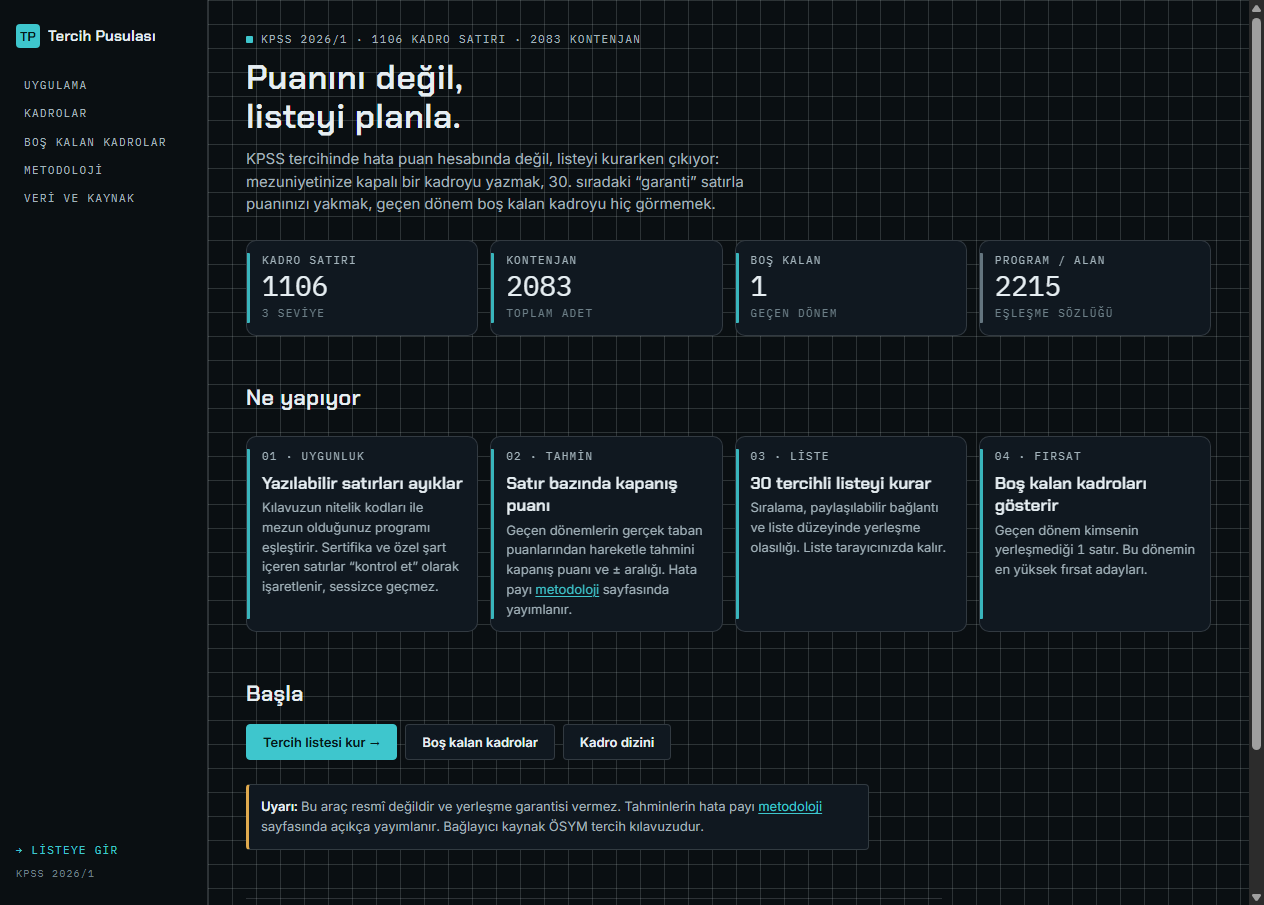 TP Tercih Pusulası
UYGULAMA
KADROLAR
BOŞ KALAN KADROLAR
METODOLOJİ
VERİ VE KAYNAK
→ LİSTEYE GİR
KPSS 2026/1
KPSS 2026/1 · 1106 KADRO SATIRI · 2083 KONTENJAN
Puanını değil,
listeyi planla.
KPSS tercihinde hata puan hesabında değil, listeyi kurarken çıkıyor:
mezuniyetinize kapalı bir kadroyu yazmak, 30. sıradaki “garanti” satırla
puanınızı yakmak, geçen dönem boş kalan kadroyu hiç görmemek.
KADRO SATIRI
1106
3 SEVİYE
KONTENJAN
2083
TOPLAM ADET
BOŞ KALAN
1
GEÇEN DÖNEM
PROGRAM / ALAN
2215
EŞLEŞME SÖZLÜĞÜ
Ne yapıyor
01 · UYGUNLUK
Yazılabilir satırları ayıklar
Kılavuzun nitelik kodları ile
mezun olduğunuz programı
eşleştirir. Sertifika ve özel şart
içeren satırlar “kontrol et” olarak
işaretlenir, sessizce geçmez.
02 · TAHMİN
Satır bazında kapanış
puanı
Geçen dönemlerin gerçek taban
puanlarından hareketle tahmini
kapanış puanı ve ± aralığı. Hata
payı metodoloji sayfasında
yayımlanır.
03 · LİSTE
30 tercihli listeyi kurar
Sıralama, paylaşılabilir bağlantı
ve liste düzeyinde yerleşme
olasılığı. Liste tarayıcınızda kalır.
04 · FIRSAT
Boş kalan kadroları
gösterir
Geçen dönem kimsenin
yerleşmediği 1 satır. Bu dönemin
en yüksek fırsat adayları.
Başla
Tercih listesi kur →
Boş kalan kadrolar
Kadro dizini
Uyarı: Bu araç resmî değildir ve yerleşme garantisi vermez. Tahminlerin hata payı metodoloji
sayfasında açıkça yayımlanır. Bağlayıcı kaynak ÖSYM tercih kılavuzudur.